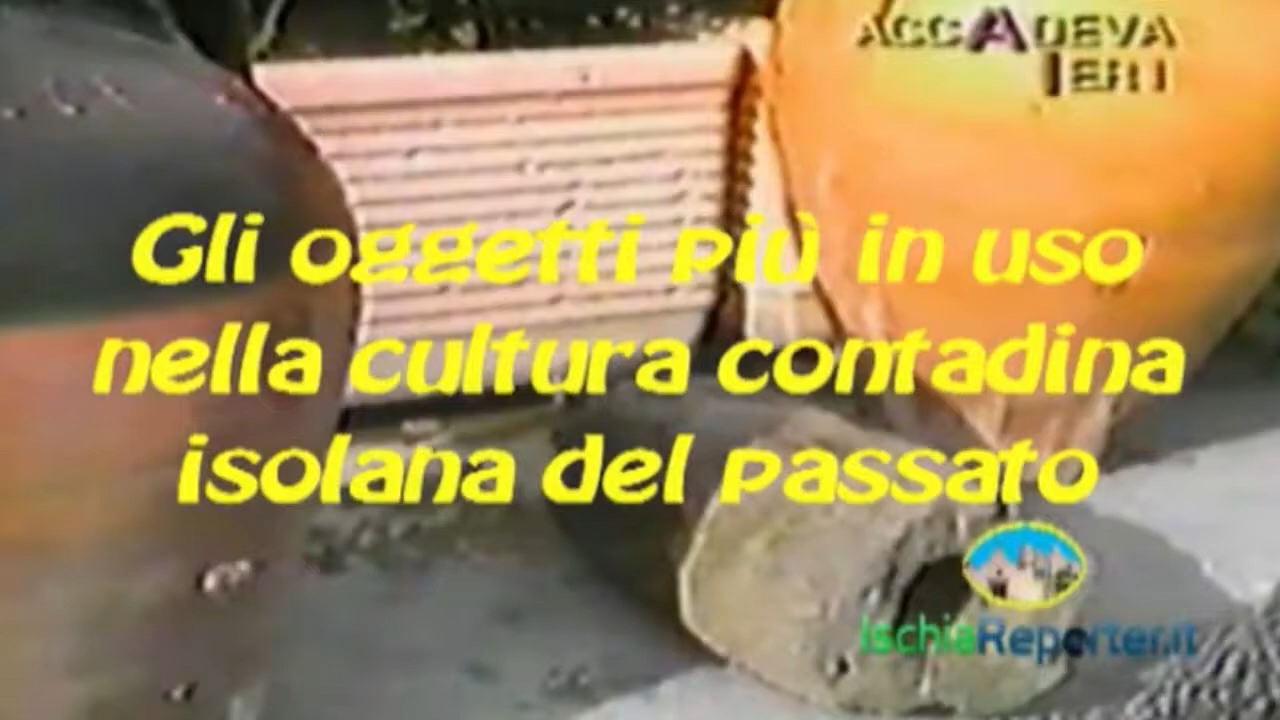 ACCADEVA
IERI
Gli oggetti più in uso
nella cultura contadina
isolana del passato
IschiaReporter.it